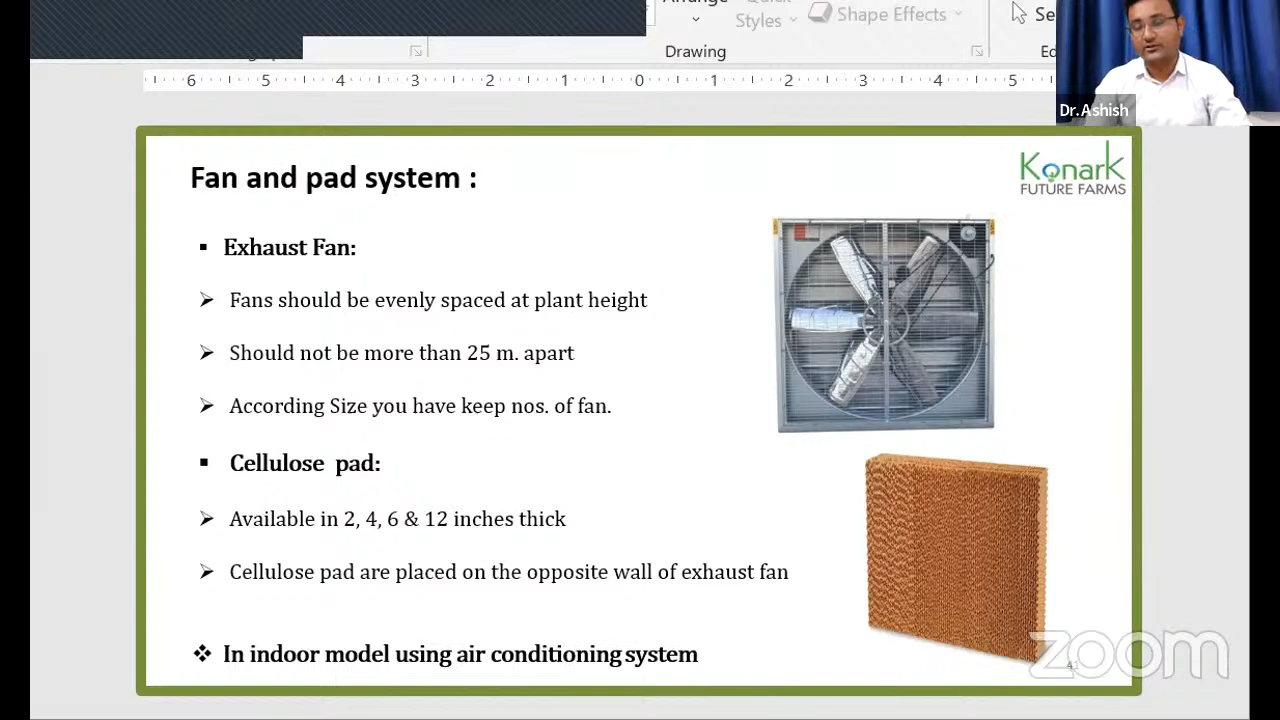 Styles
Shape Effects
Drawing
6 5 4 3 2 1 0 1 2 3 4 5
Dr.Ashish
Fan and pad system :
Konark
FUTURE FARMS
▪ Exhaust Fan:
➢ Fans should be evenly spaced at plant height
➢ Should not be more than 25 m. apart
➢ According Size you have keep nos. of fan.
▪ Cellulose pad:
➢ Available in 2, 4, 6 & 12 inches thick
➢ Cellulose pad are placed on the opposite wall of exhaust fan
❖ In indoor model using air conditioning system
41
zoom